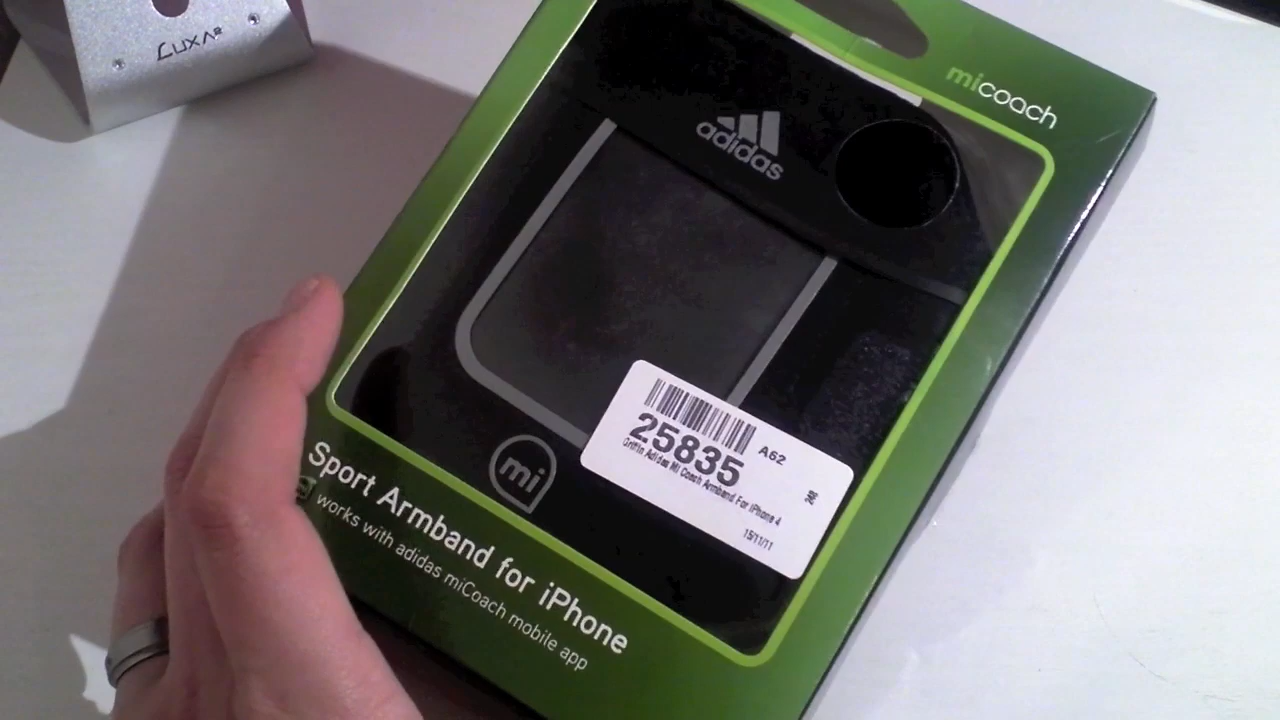 LUXA²
micoach
adidas
25835
A62
Griffin Adidas Mi Coach Armband For iPhone 4
15/11/11
mi
Sport Armband for iPhone
works with adidas miCoach mobile app